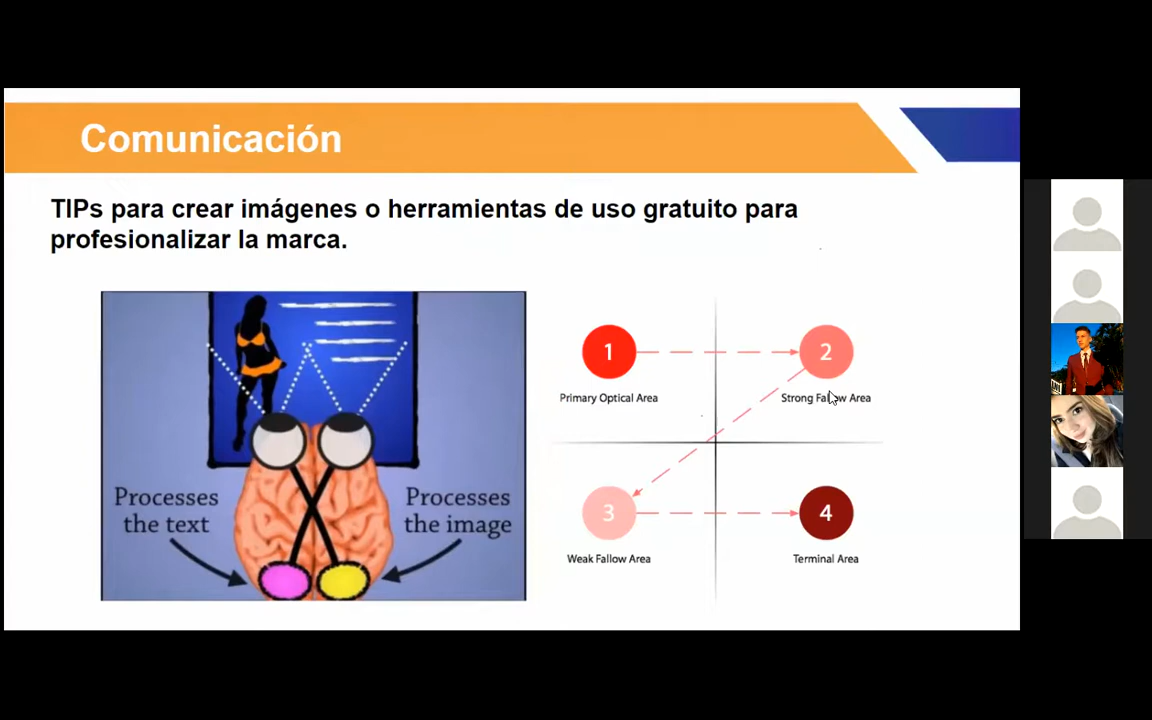 Comunicación
TIPs para crear imágenes o herramientas de uso gratuito para
profesionalizar la marca.
Processes
the text
Processes
the image
1
2
Primary Optical Area
Strong Fallow Area
3
4
Weak Fallow Area
Terminal Area